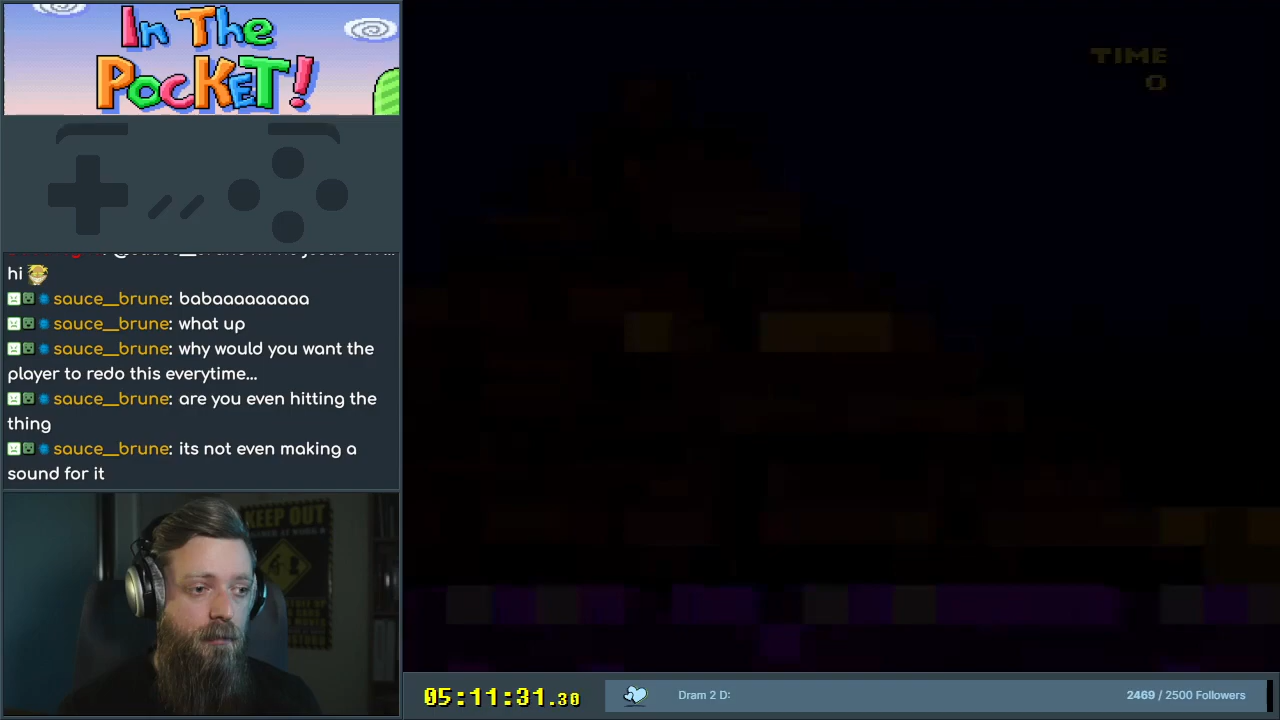 In The
Pocket!
TIME
0
hi
sauce__brune: babaaaaaaaaa
sauce__brune: what up
sauce__brune: why would you want the
player to redo this everytime...
sauce__brune: are you even hitting the
thing
sauce__brune: its not even making a
sound for it
KEEP OUT
05:11:31.30
Dram 2 D:
2469 / 2500 Followers